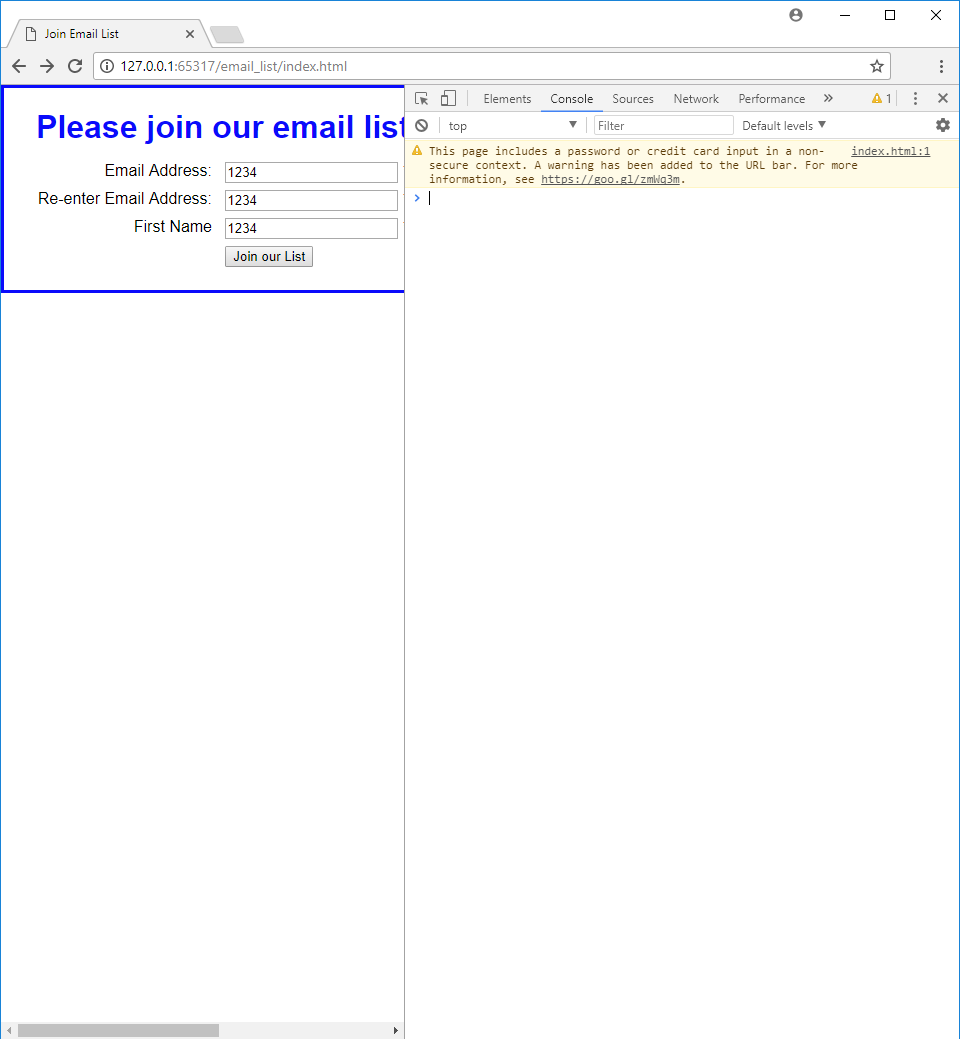 Join Email List
127.0.0.1:65317/email_list/index.html
Please join our email list
Email Address: 1234
Re-enter Email Address: 1234
First Name 1234
Join our List
Elements Console Sources Network Performance » 1
top Filter Default levels
This page includes a password or credit card input in a non- index.html:1
secure context. A warning has been added to the URL bar. For more
information, see https://goo.gl/zmWq3m.